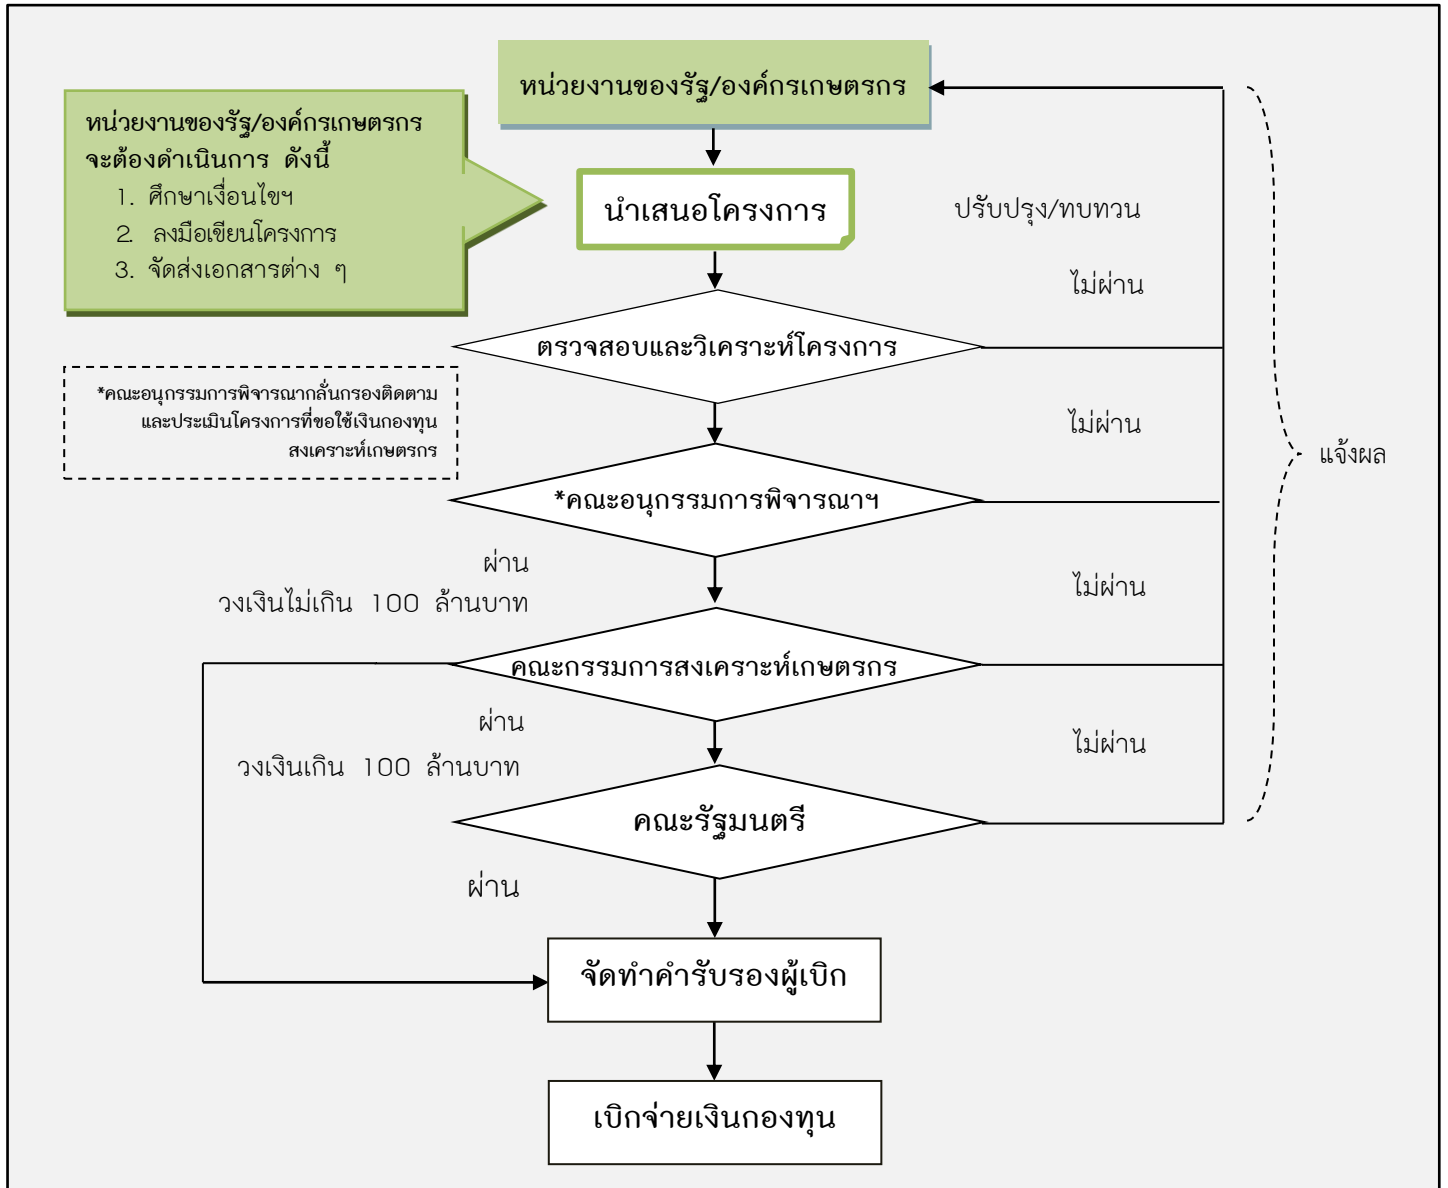 หน่วยงานของรัฐ/องค์กรเกษตรกร
หน่วยงานของรัฐ/องค์กรเกษตรกร
จะต้องดำเนินการ ดังนี้
1. ศึกษาเงื่อนไขฯ
2. ลงมือเขียนโครงการ
3. จัดส่งเอกสารต่าง ๆ
นำเสนอโครงการ
ปรับปรุง/ทบทวน
ไม่ผ่าน
ตรวจสอบและวิเคราะห์โครงการ
*คณะอนุกรรมการพิจารณากลั่นกรองติดตาม
และประเมินโครงการที่ขอใช้เงินกองทุน
สงเคราะห์เกษตรกร
ไม่ผ่าน
แจ้งผล
*คณะอนุกรรมการพิจารณาฯ
ผ่าน
วงเงินไม่เกิน 100 ล้านบาท
ไม่ผ่าน
คณะกรรมการสงเคราะห์เกษตรกร
ผ่าน
วงเงินเกิน 100 ล้านบาท
ไม่ผ่าน
คณะรัฐมนตรี
ผ่าน
จัดทำคำรับรองผู้เบิก
เบิกจ่ายเงินกองทุน